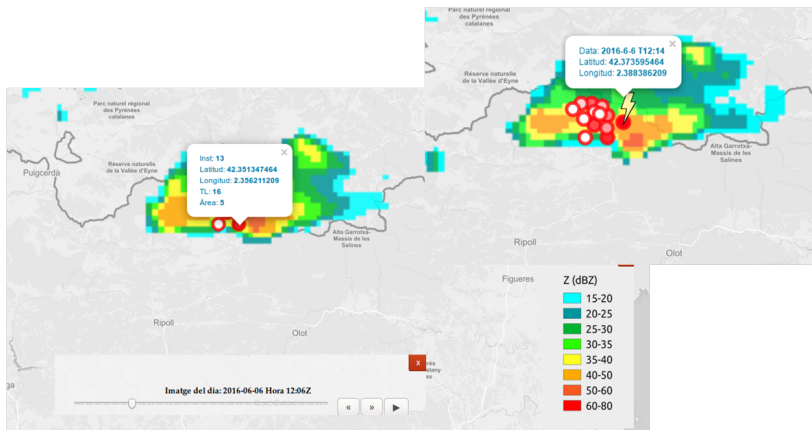 Parc natural régional
des Pyrénées
catalanes
Réserve naturelle
de la Vallée d'Eyne
Puigcerdà
×
Inst: 13
Latitud: 42.351347464
Longitud: 2.356211209
TL: 16
Àrea: 5
Alta Garrotxa-
Massís de les
Salines
Ripoll
Olot
x
Imatge del dia: 2016-06-06 Hora 12:06Z
«
»
Parc naturel régional
des Pyrénées
catalanes
Réserve naturelle
de la Vallée d'Eyne
×
Data: 2016-6-6 T12:14
Latitud: 42.373595464
Longitud: 2.388386209
Alta Garrotxa-
Massís de les
Salines
Ripoll
Olot
Figueres
Z (dBZ)
15-20
20-25
25-30
30-35
35-40
40-50
50-60
60-80